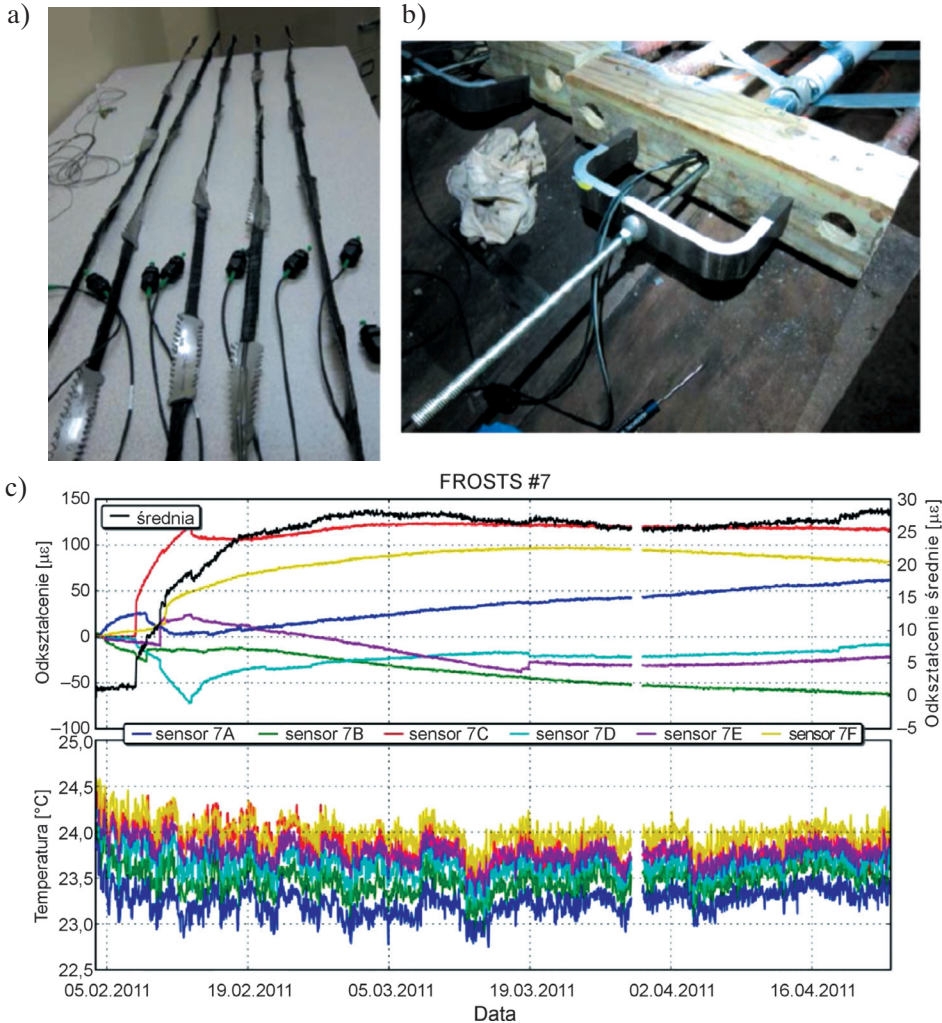 a)
b)
c)
FROSTS #7
średnia
Odkształcenie [με]
150
100
50
0
–50
–100
Odkształcenie średnie [με]
30
25
20
15
10
5
0
–5
sensor 7A sensor 7B sensor 7C sensor 7D sensor 7E sensor 7F
Temperatura [°C]
25,0
24,5
24,0
23,5
23,0
22,5
05.02.2011 19.02.2011 05.03.2011 19.03.2011 02.04.2011 16.04.2011
Data